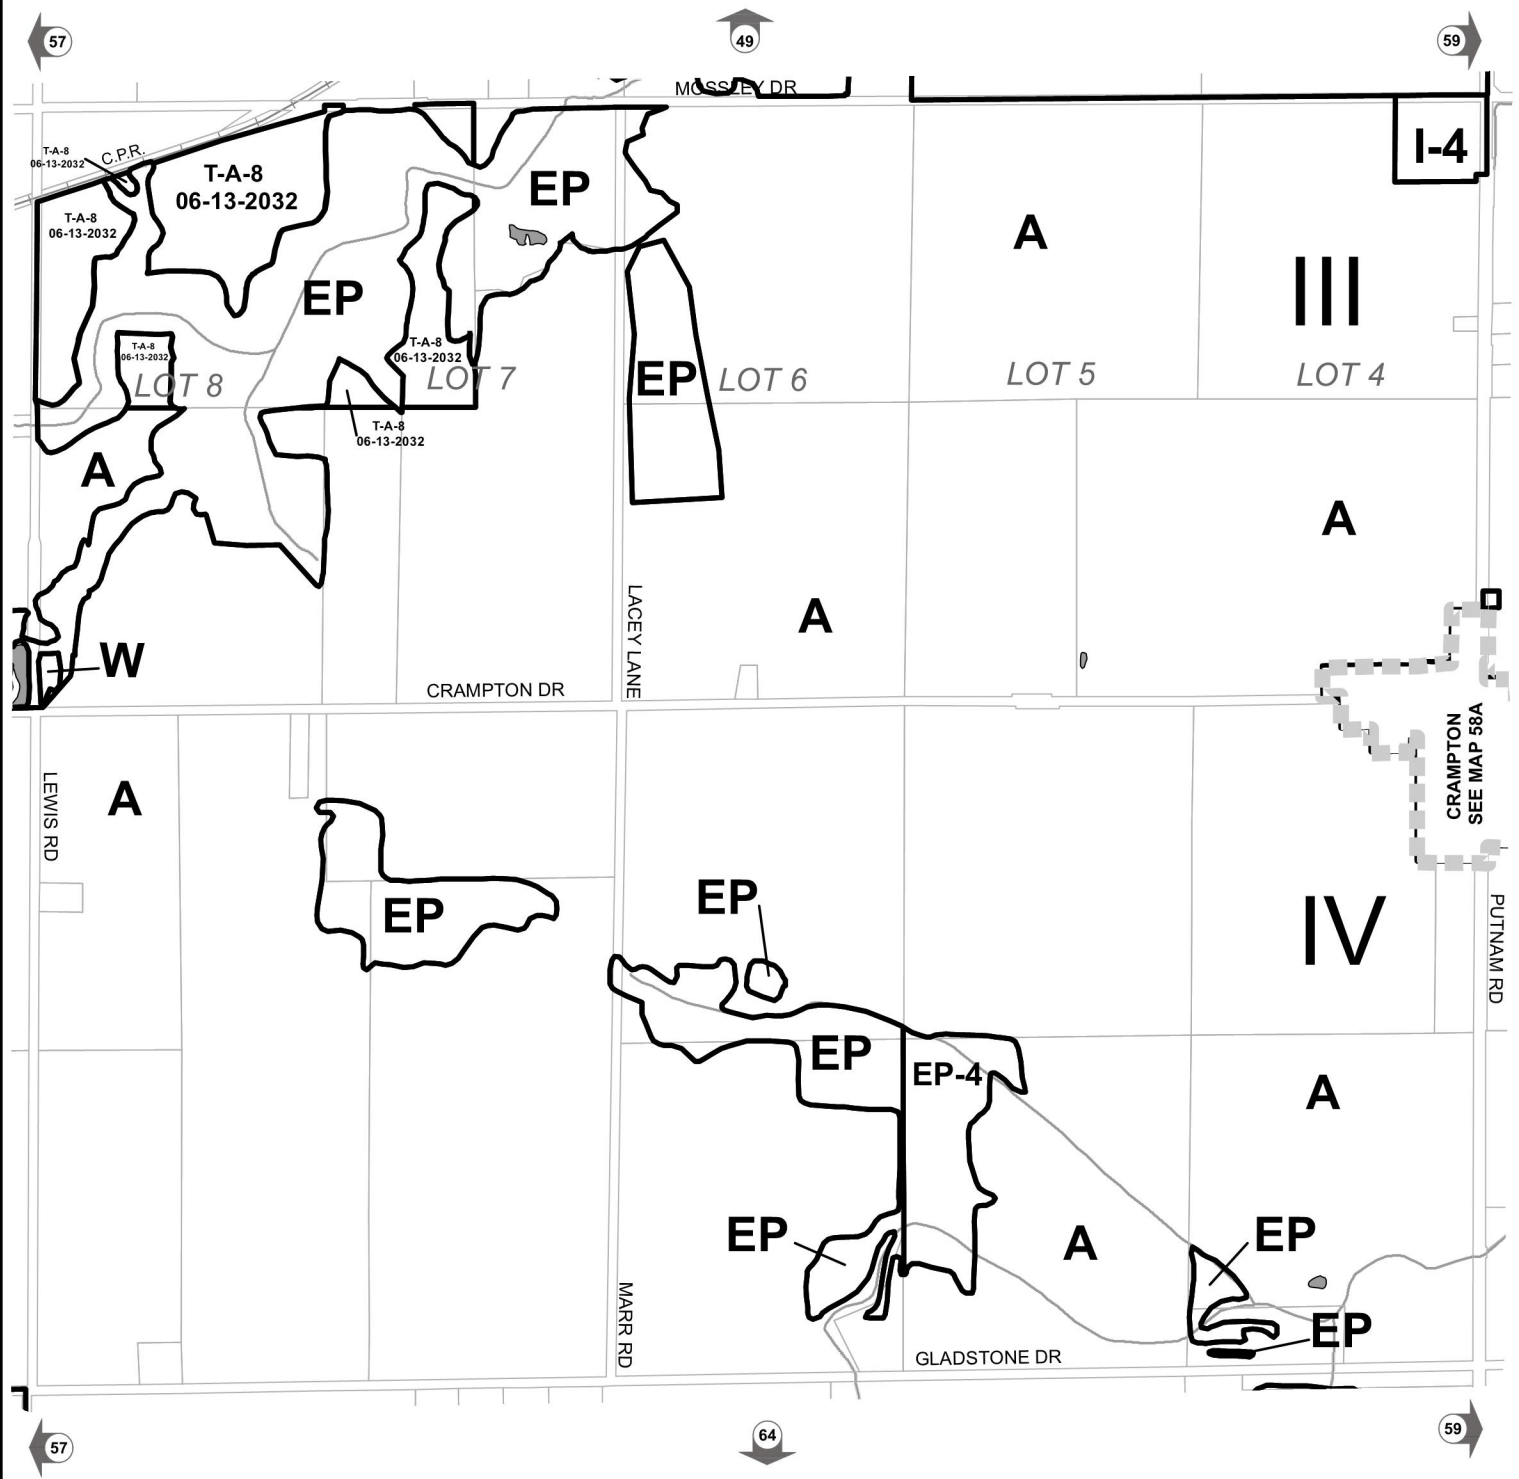 57
49
59
MOSSLEY DR
C.P.R.
T-A-8
06-13-2032
T-A-8
06-13-2032
T-A-8
06-13-2032
EP
I-4
A
III
EP
T-A-8
06-13-2032
T-A-8
06-13-2032
LOT 8
LOT 7
EP
LOT 6
LOT 5
LOT 4
T-A-8
06-13-2032
A
A
LACEY LANE
A
W
CRAMPTON DR
CRAMPTON
SEE MAP 58A
LEWIS RD
A
EP
EP
IV
PUTNAM RD
EP
EP-4
A
EP
A
EP
MARR RD
EP
GLADSTONE DR
57
64
59